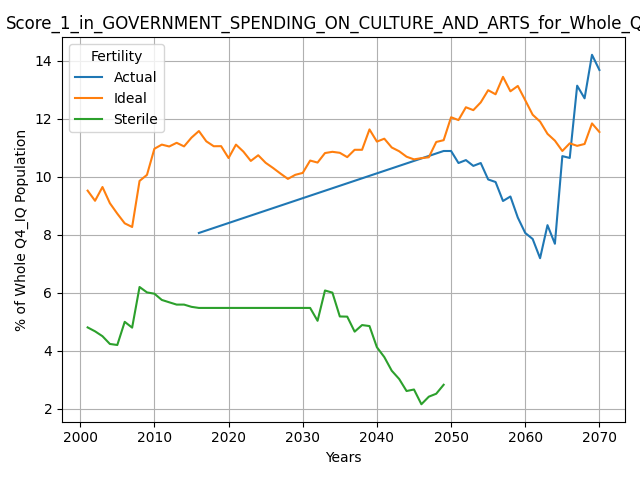 Score_1_in_GOVERNMENT_SPENDING_ON_CULTURE_AND_ARTS_for_Whole_Q
Fertility
Actual
Ideal
Sterile
% of Whole Q4_IQ Population
14
12
10
8
6
4
2
2000 2010 2020 2030 2040 2050 2060 2070
Years